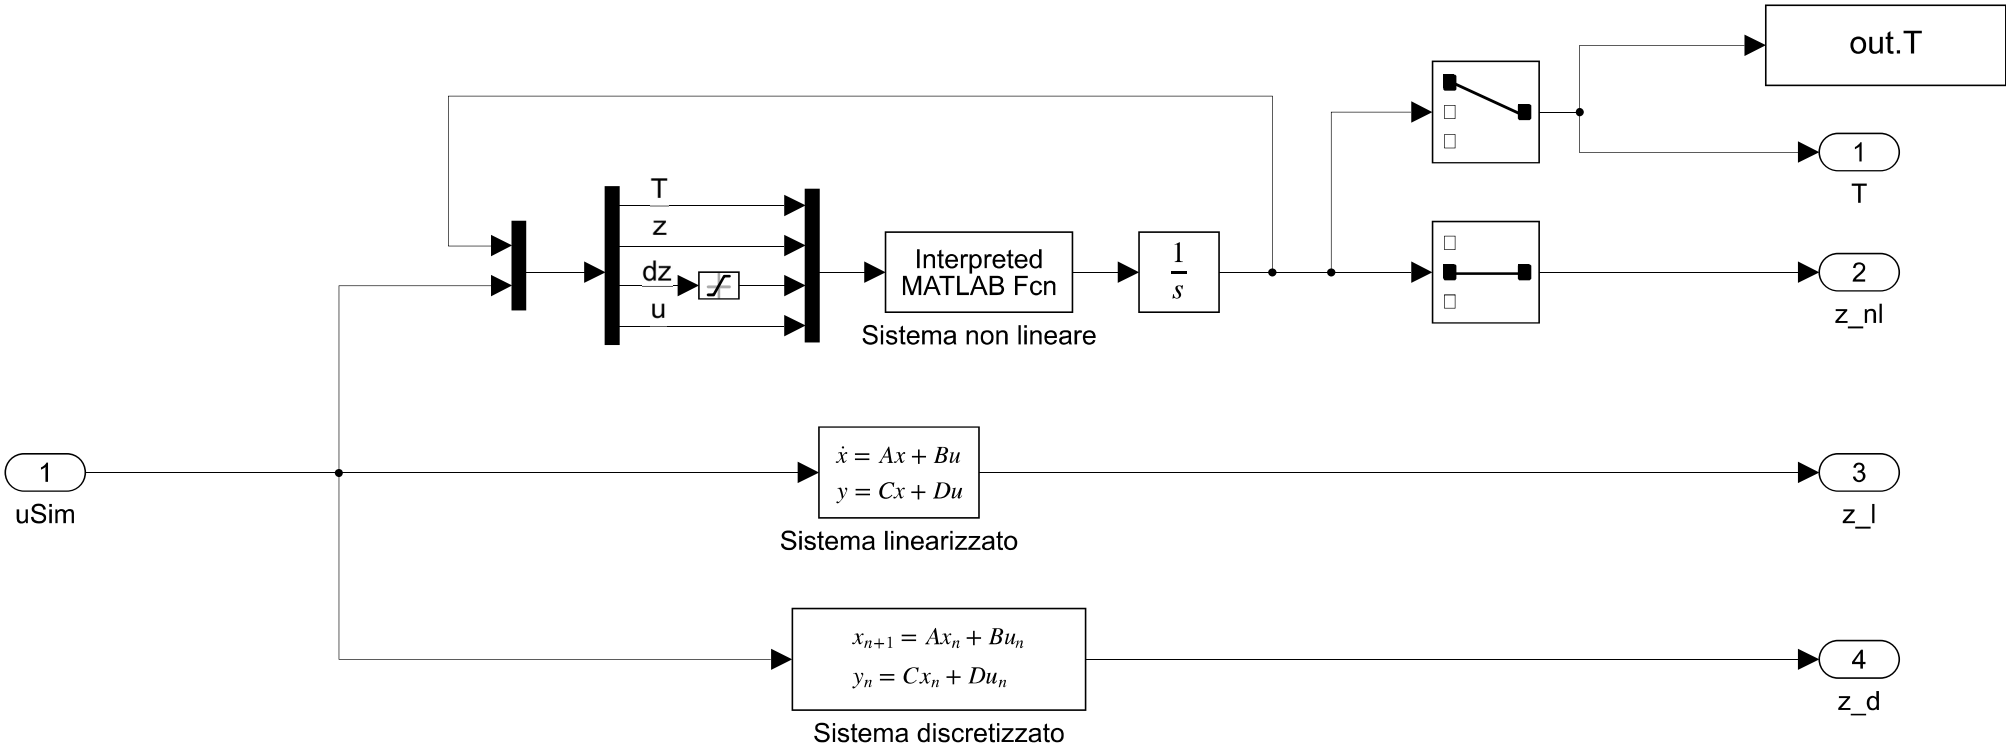 out.T
1
T
T
z
dz
u
Interpreted
MATLAB Fcn
Sistema non lineare
1
s
2
z_nl
1
uSim
ẋ = Ax + Bu
y = Cx + Du
Sistema linearizzato
3
z_l
xₙ₊₁ = Axₙ + Buₙ
yₙ = Cxₙ + Duₙ
Sistema discretizzato
4
z_d